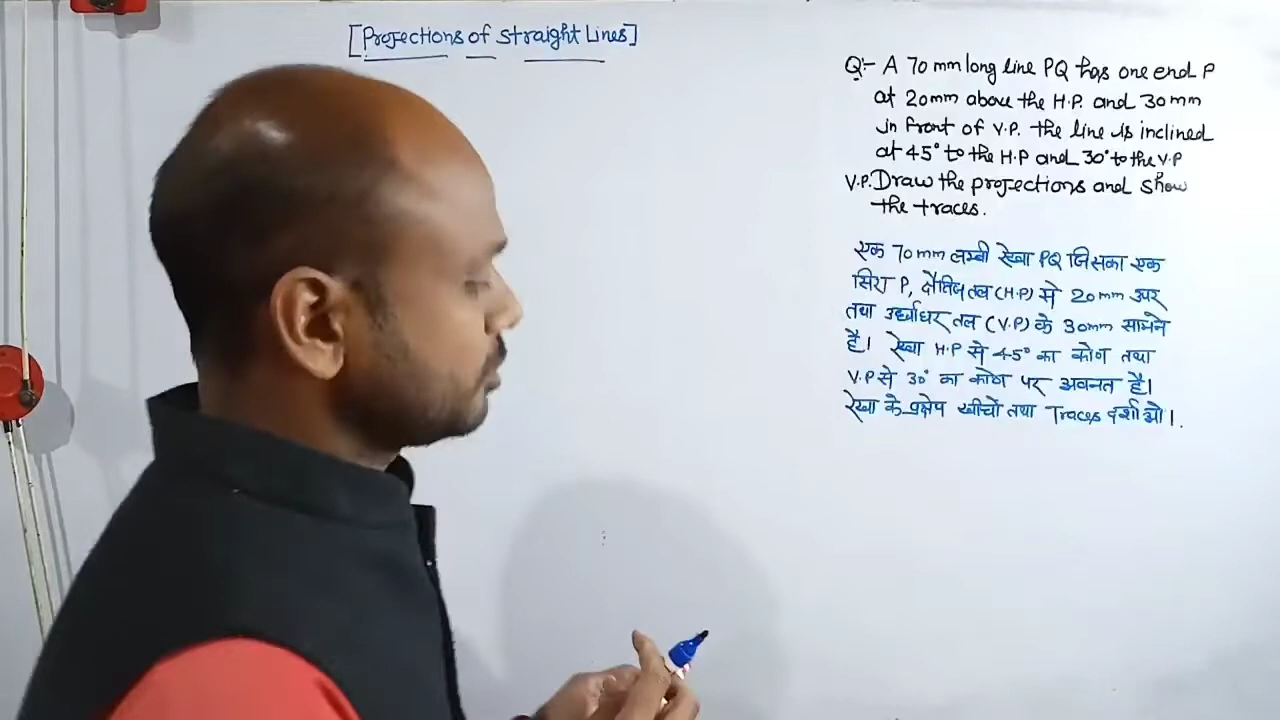 [Projections of Straight Lines]
Q:- A 70 mm long line PQ has one end P
at 20mm above the H.P. and 30mm
in front of V.P. the line is inclined
at 45° to the H.P and 30° to the V.P
V.P. Draw the projections and show
the traces.
एक 70mm लम्बी रेखा PQ जिसका एक
सिरा P, क्षैतिज तल (H.P) से 20mm उपर
तथा उर्ध्वाधर तल (V.P) के 30mm सामने
है। रेखा H.P से 45° का कोण तथा
V.P से 30° का कोण पर अवनत है।
रेखा के प्रक्षेप खींचों तथा Traces दर्शाओ।.